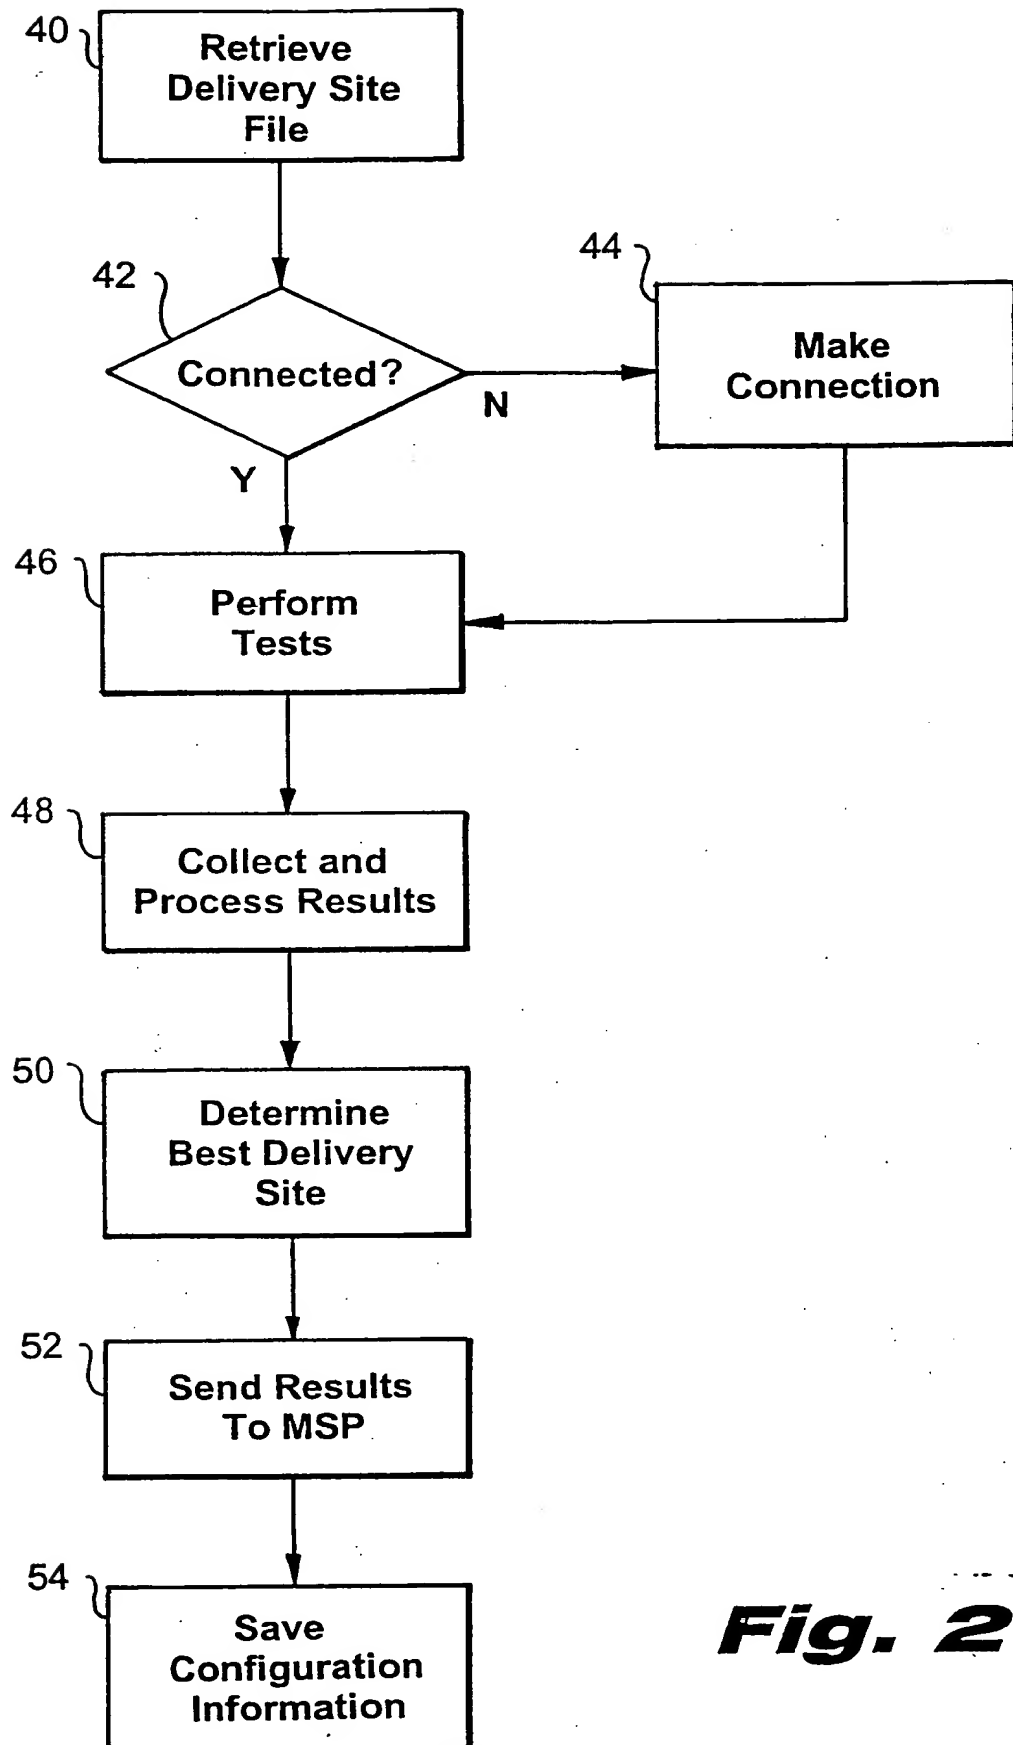 40
Retrieve
Delivery Site
File
42
Connected?
N
Y
44
Make
Connection
46
Perform
Tests
48
Collect and
Process Results
50
Determine
Best Delivery
Site
52
Send Results
To MSP
54
Save
Configuration
Information
Fig. 2